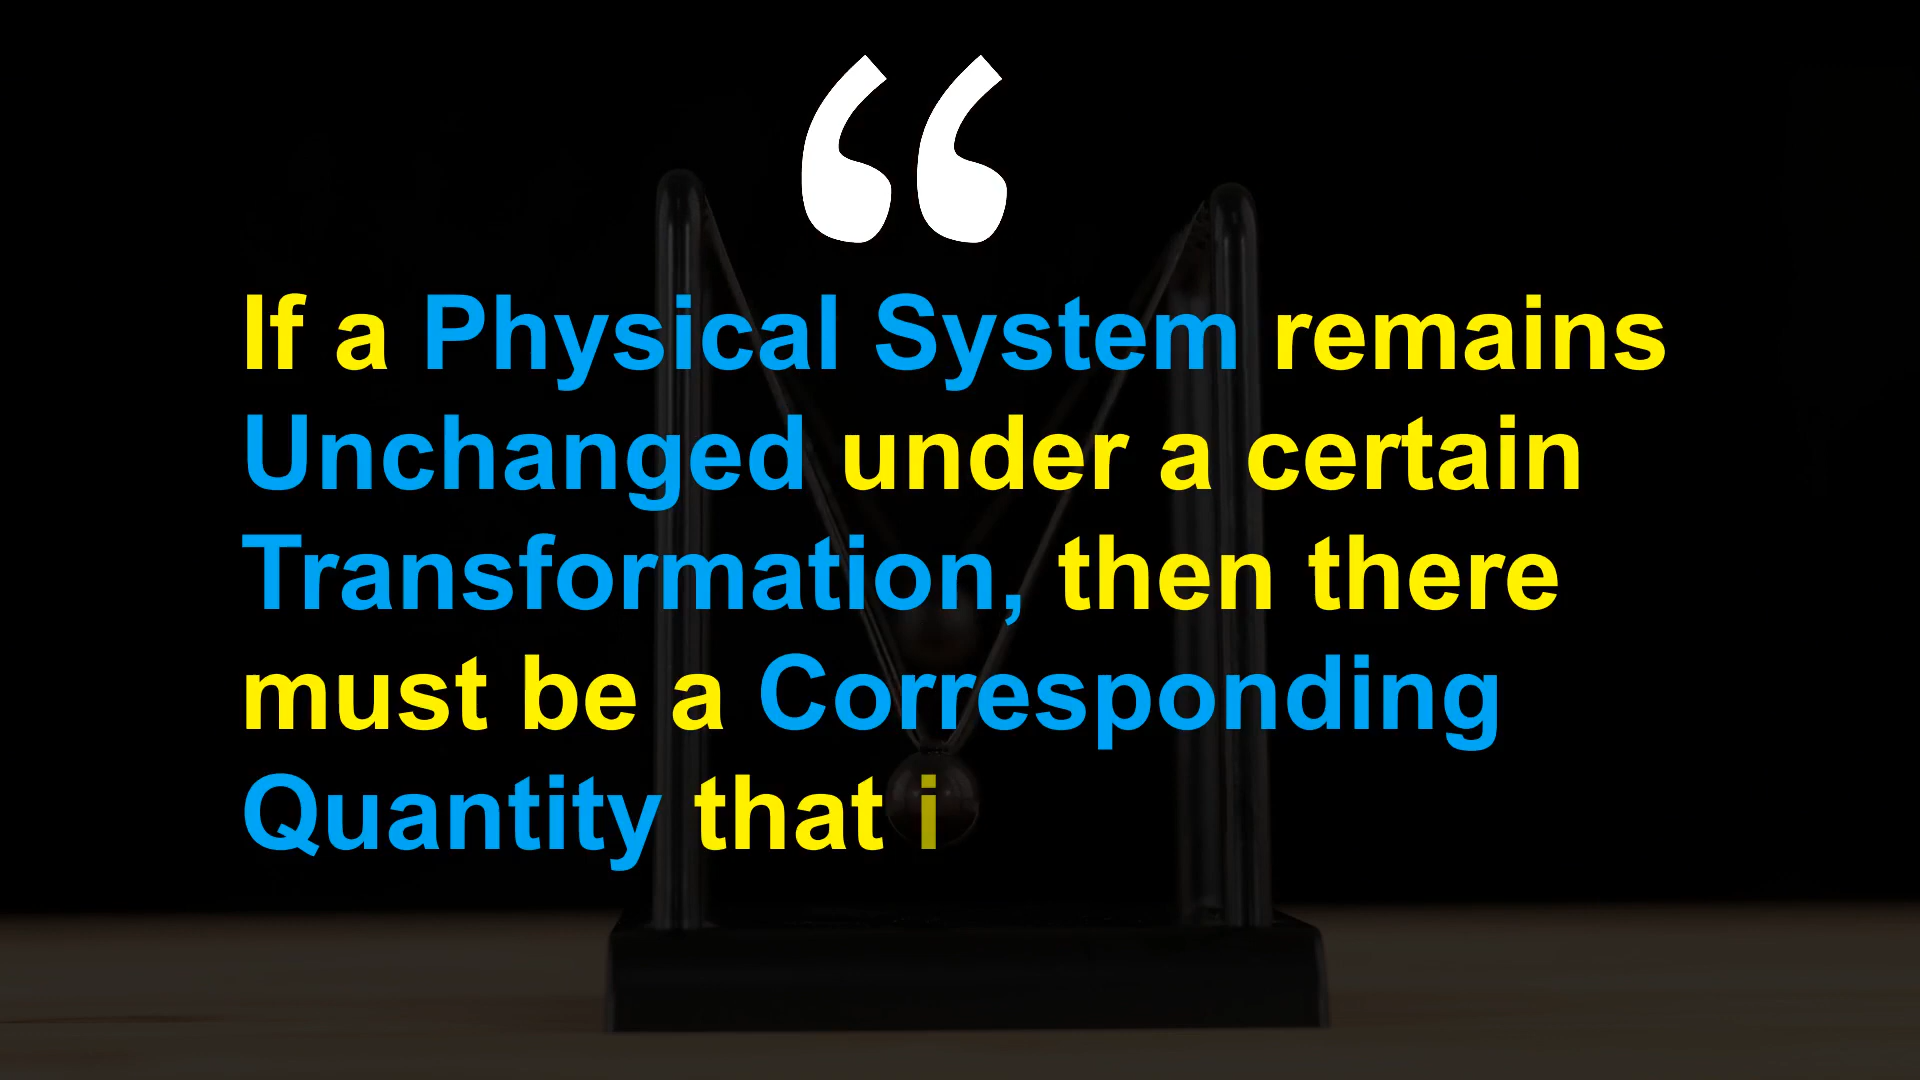 “
If a Physical System remains
Unchanged under a certain
Transformation, then there
must be a Corresponding
Quantity that i